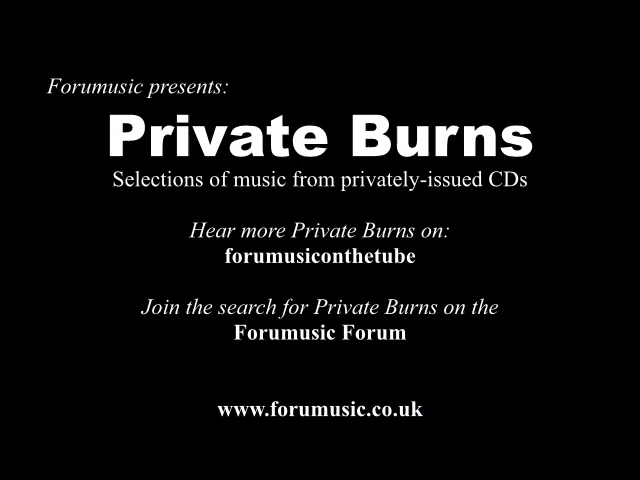 Forumusic presents:
Private Burns
Selections of music from privately-issued CDs
Hear more Private Burns on:
forumusiconthetube
Join the search for Private Burns on the
Forumusic Forum
www.forumusic.co.uk